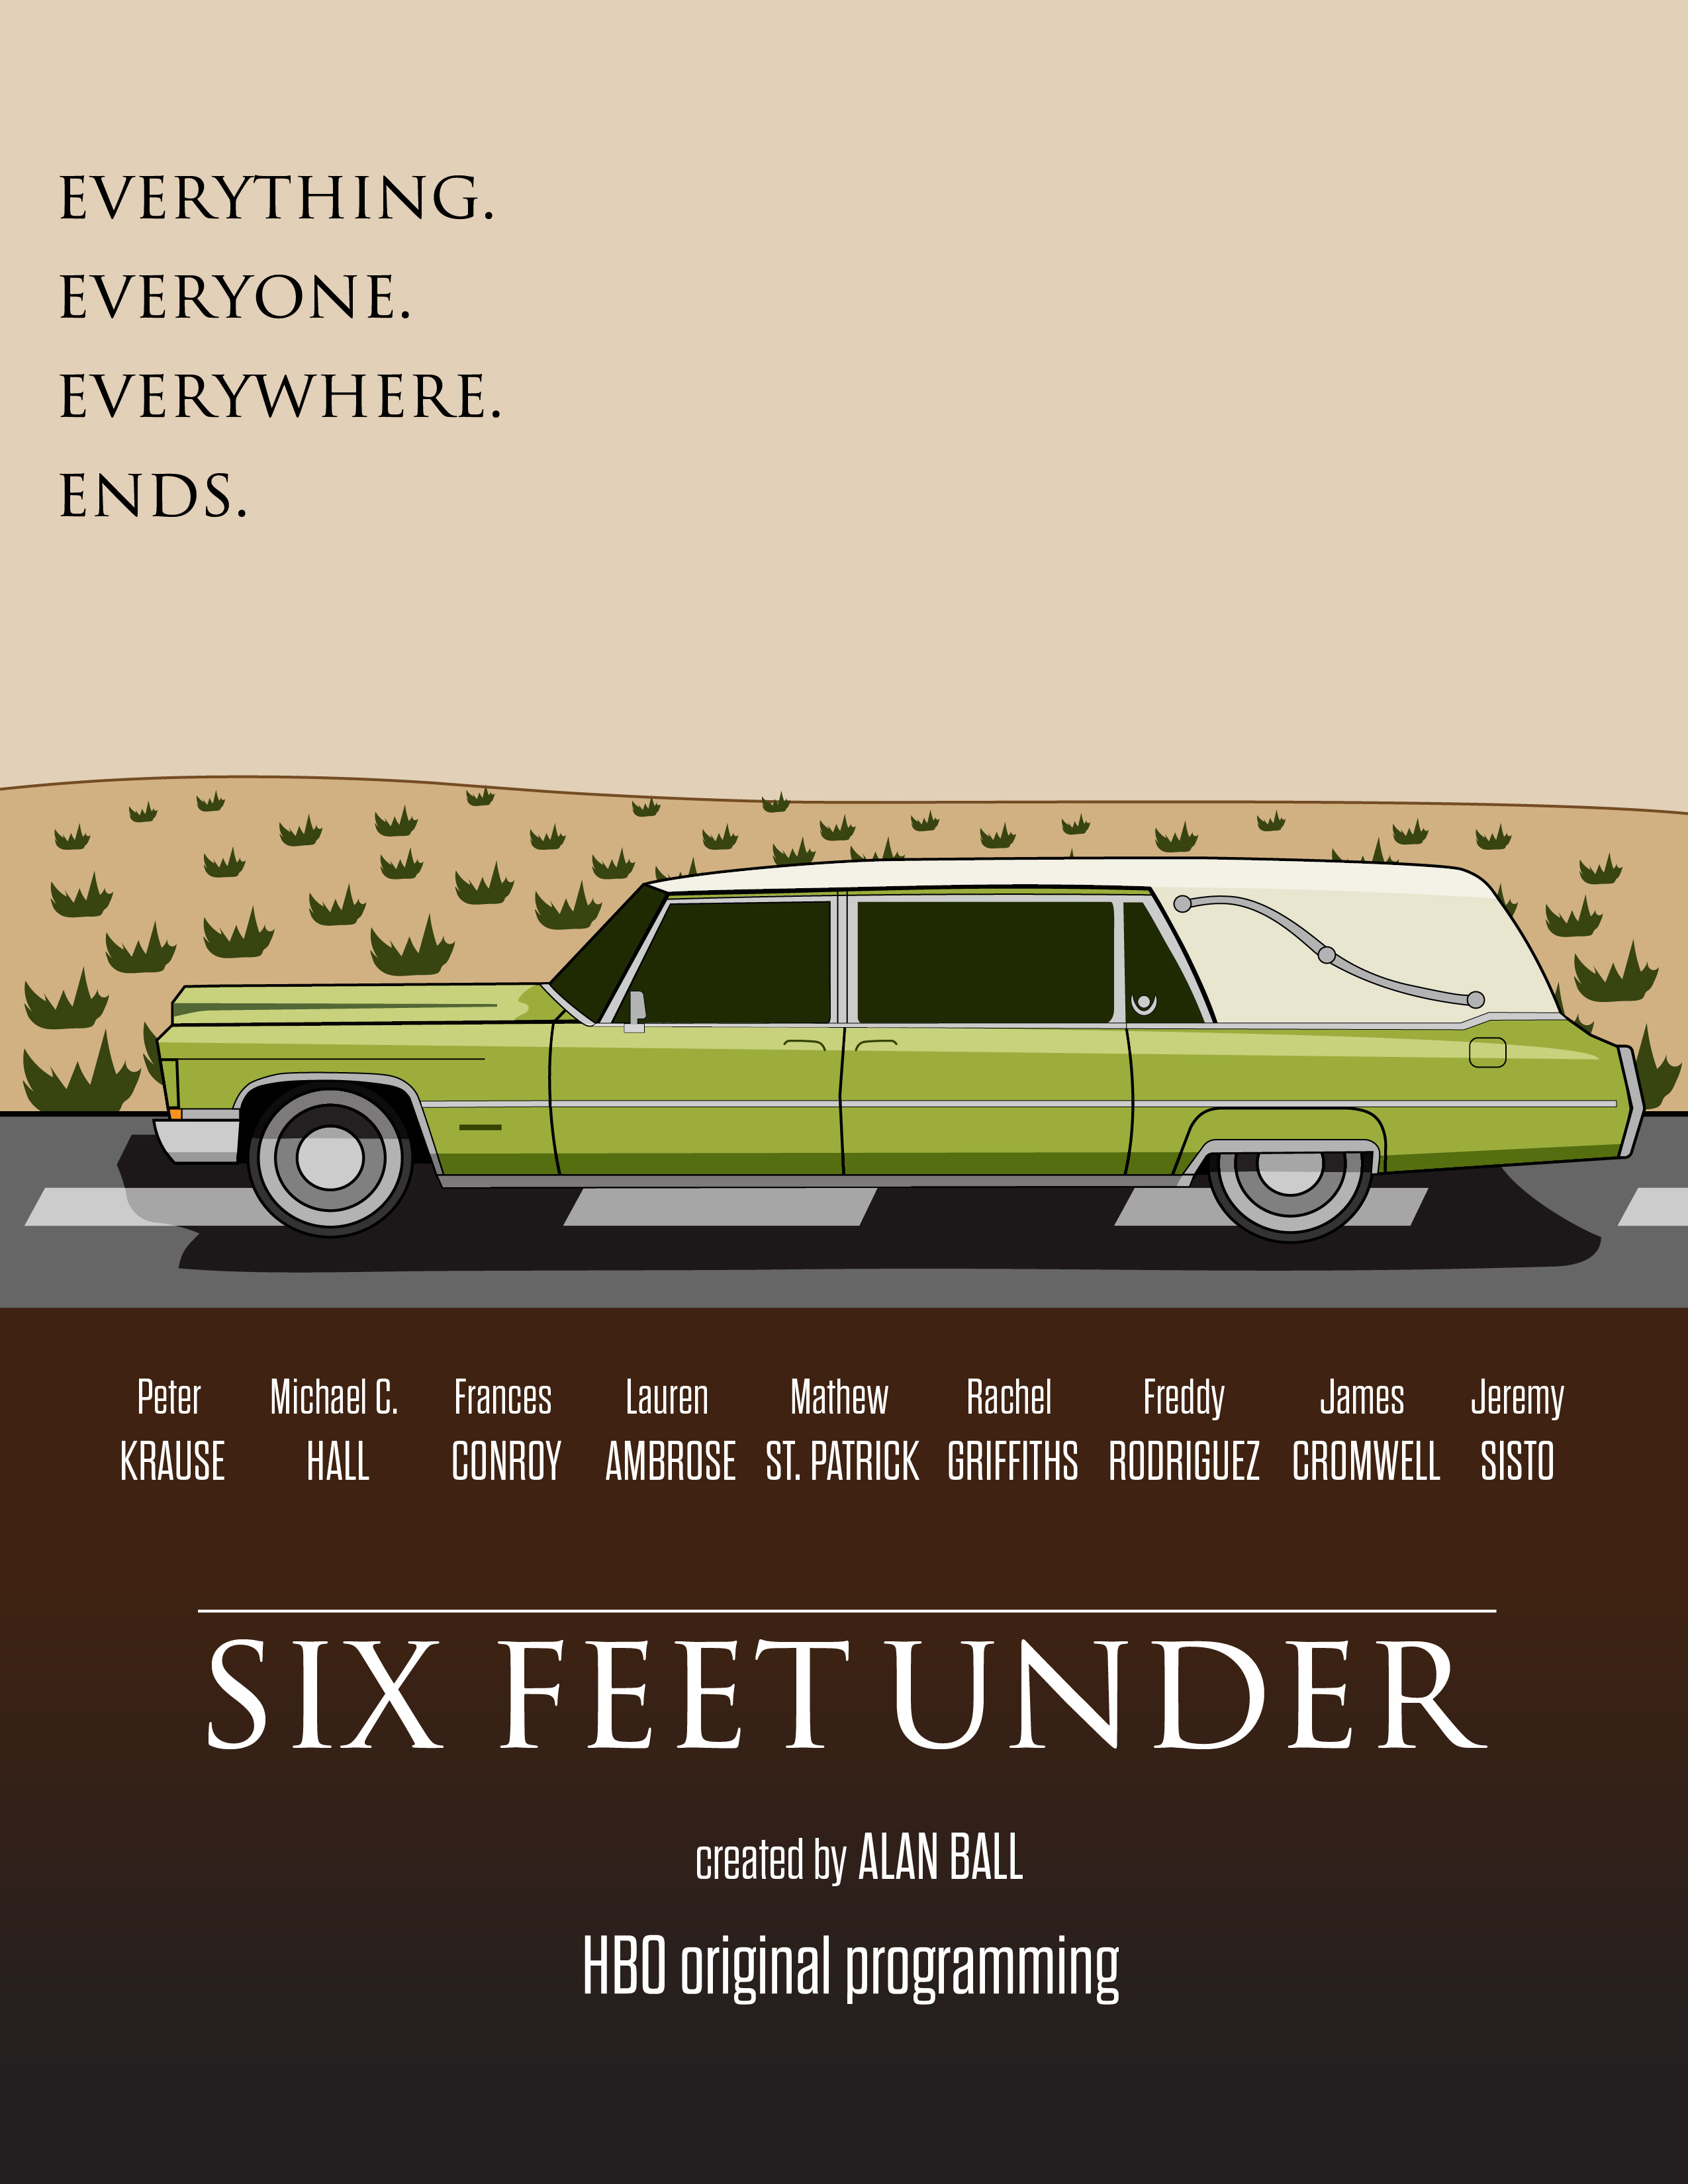 EVERYTHING.
EVERYONE.
EVERYWHERE.
ENDS.
Peter KRAUSE
Michael C. HALL
Frances CONROY
Lauren AMBROSE
Mathew ST. PATRICK
Rachel GRIFFITHS
Freddy RODRIGUEZ
James CROMWELL
Jeremy SISTO
SIX FEET UNDER
created by ALAN BALL
HBO original programming